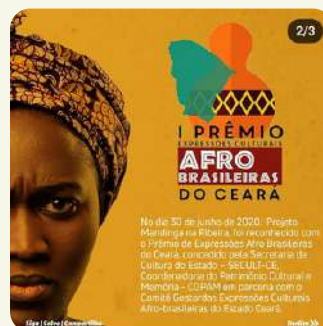 2/3
I PRÊMIO
EXPRESSÕES CULTURAIS
AFRO
BRASILEIRAS
DO CEARÁ
No dia 30 de junho de 2020, Projeto
Mandinga na Ribeira, foi reconhecido com
o Prêmio de Expressões Afro Brasileiras
do Ceará, concedido pela Secretaria de
Cultura do Estado - SECULT-CE,
Coordenadoria do Patrimônio Cultural e
Memória - COPAM em parceria com o
Comitê Gestor das Expressões Culturais
Afro-brasileiras do Estado Ceará.
Siga | Salve | Compartilhe